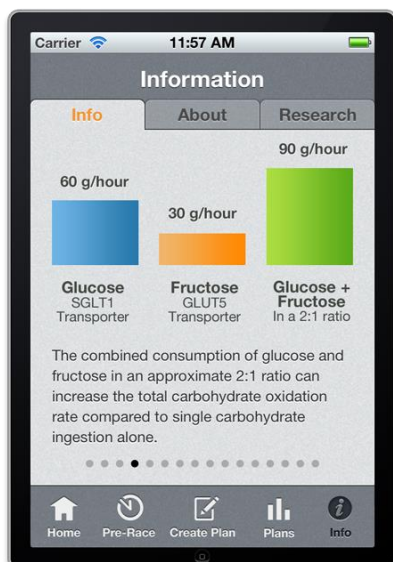 Carrier 11:57 AM
Information
Info About Research
90 g/hour
60 g/hour
30 g/hour
Glucose
SGLT1
Transporter
Fructose
GLUT5
Transporter
Glucose +
Fructose
In a 2:1 ratio
The combined consumption of glucose and
fructose in an approximate 2:1 ratio can
increase the total carbohydrate oxidation
rate compared to single carbohydrate
ingestion alone.
Home Pre-Race Create Plan Plans Info